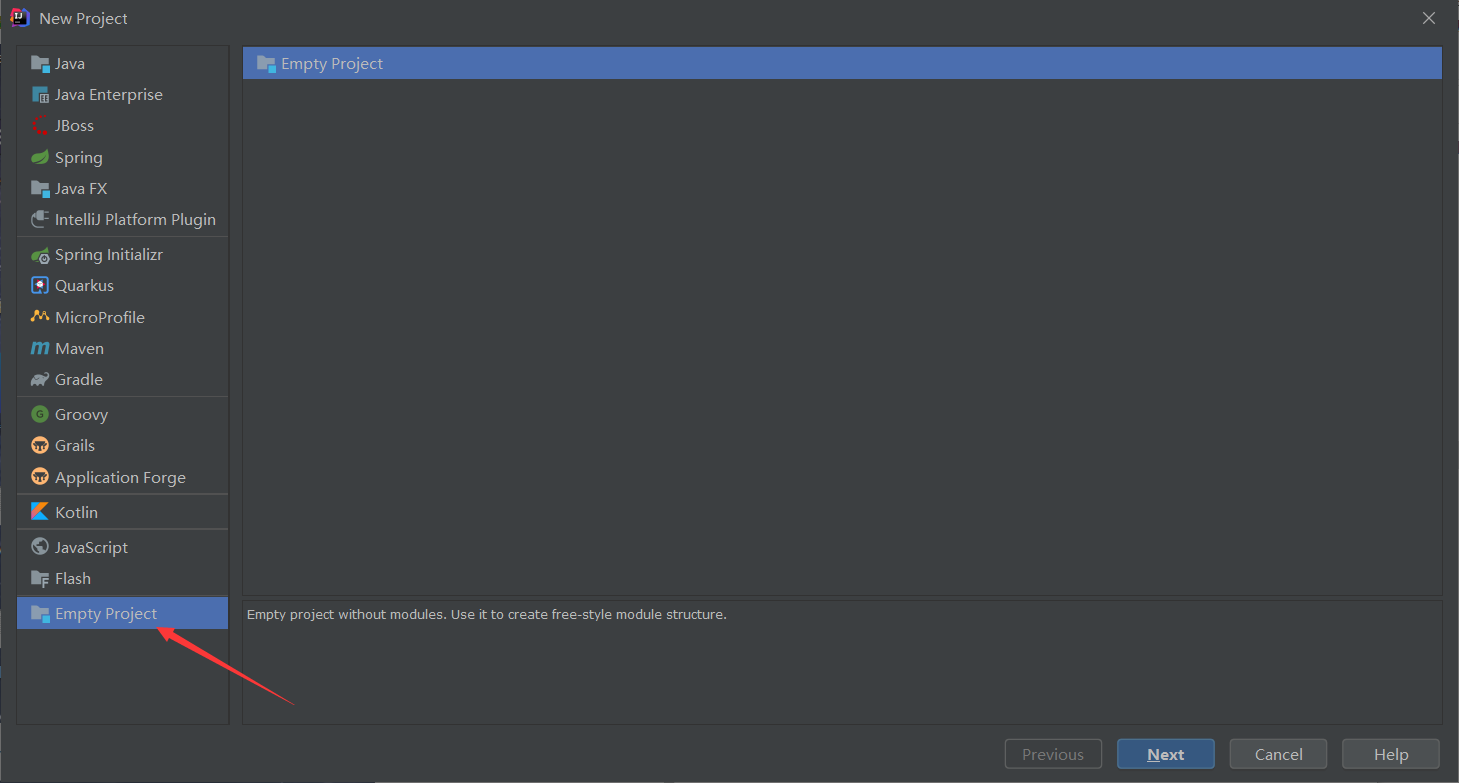 New Project
Java
Java Enterprise
JBoss
Spring
Java FX
IntelliJ Platform Plugin
Spring Initializr
Quarkus
MicroProfile
Maven
Gradle
Groovy
Grails
Application Forge
Kotlin
JavaScript
Flash
Empty Project
Empty Project
Empty project without modules. Use it to create free-style module structure.
Previous
Next
Cancel
Help